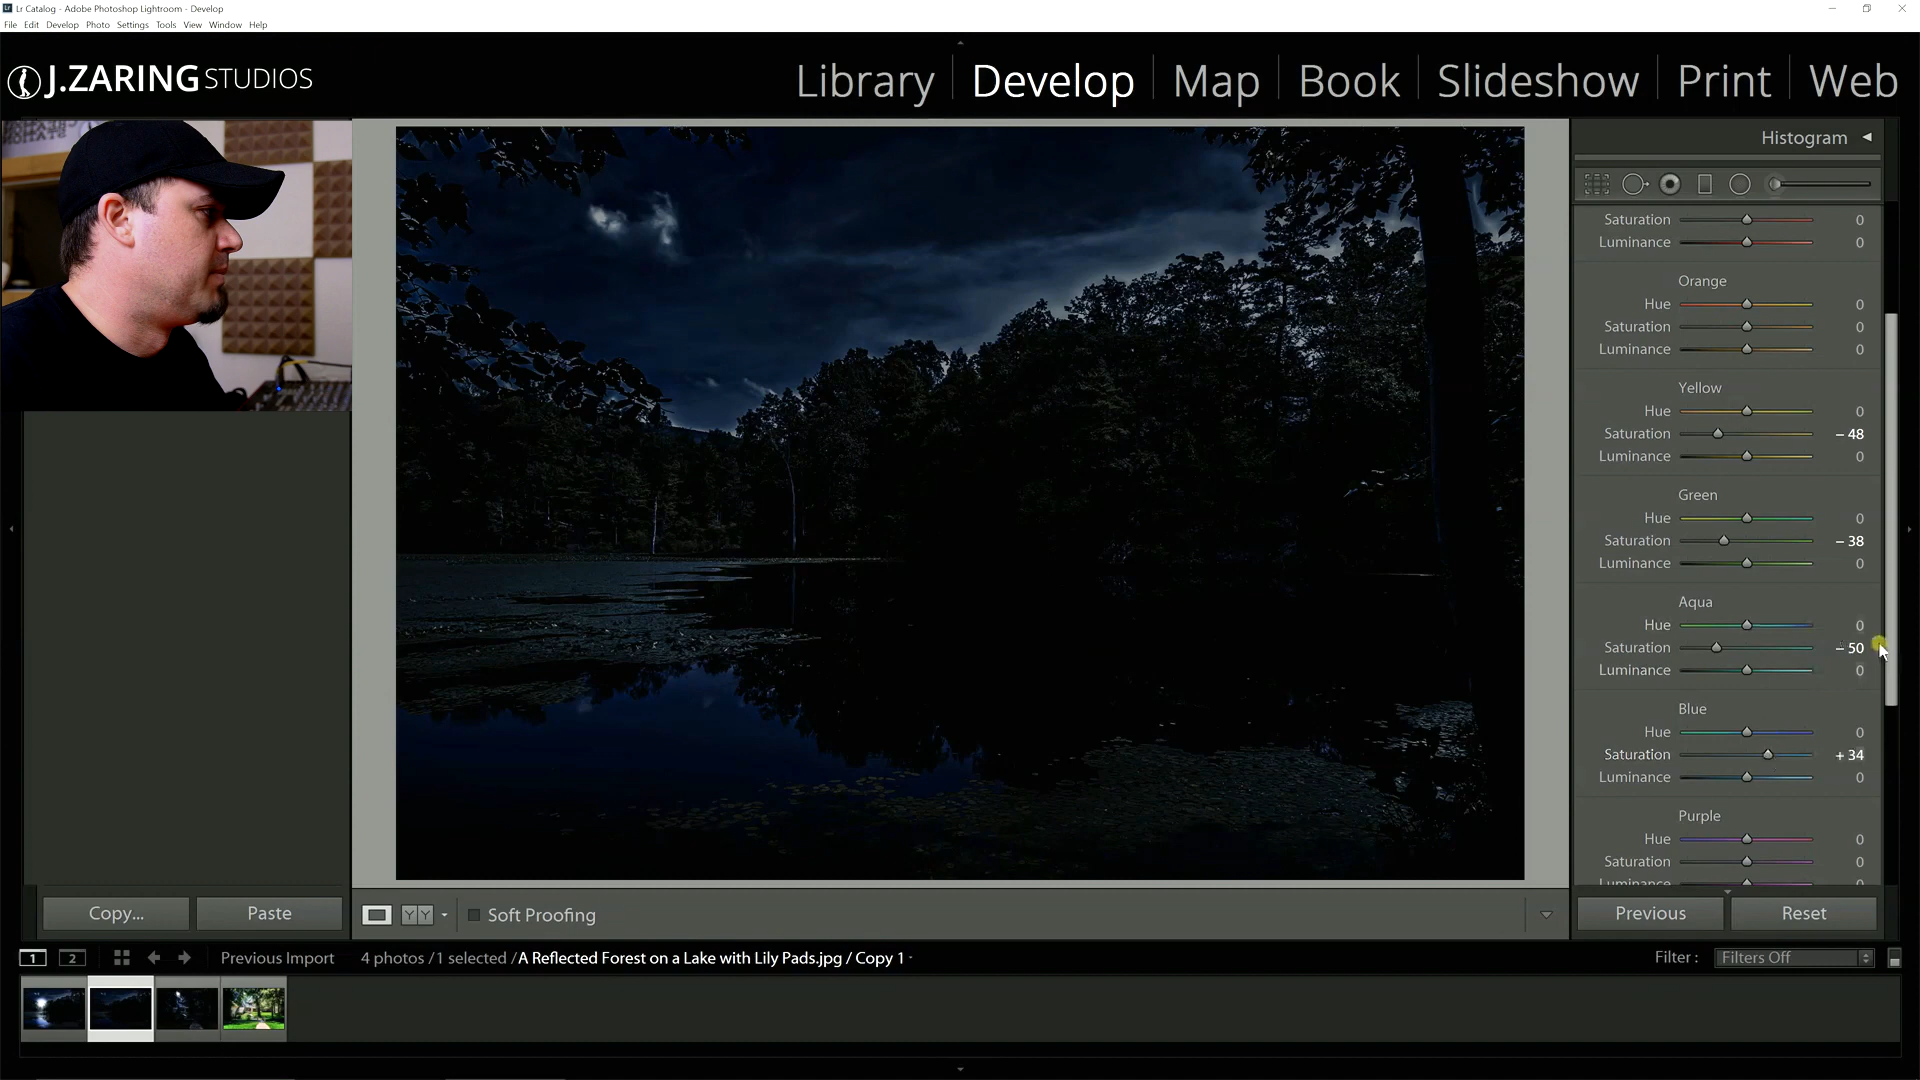 Lr Catalog - Adobe Photoshop Lightroom - Develop
File Edit Develop Photo Settings Tools View Window Help
J.ZARING STUDIOS
Library Develop Map Book Slideshow Print Web
Histogram
Saturation 0
Luminance 0
Orange
Hue 0
Saturation 0
Luminance 0
Yellow
Hue 0
Saturation – 48
Luminance 0
Green
Hue 0
Saturation – 38
Luminance 0
Aqua
Hue 0
Saturation – 50
Luminance 0
Blue
Hue 0
Saturation + 34
Luminance 0
Purple
Hue 0
Saturation 0
Luminance 0
Copy... Paste YY Soft Proofing Previous Reset
1 2 Previous Import 4 photos / 1 selected / A Reflected Forest on a Lake with Lily Pads.jpg / Copy 1 Filter : Filters Off